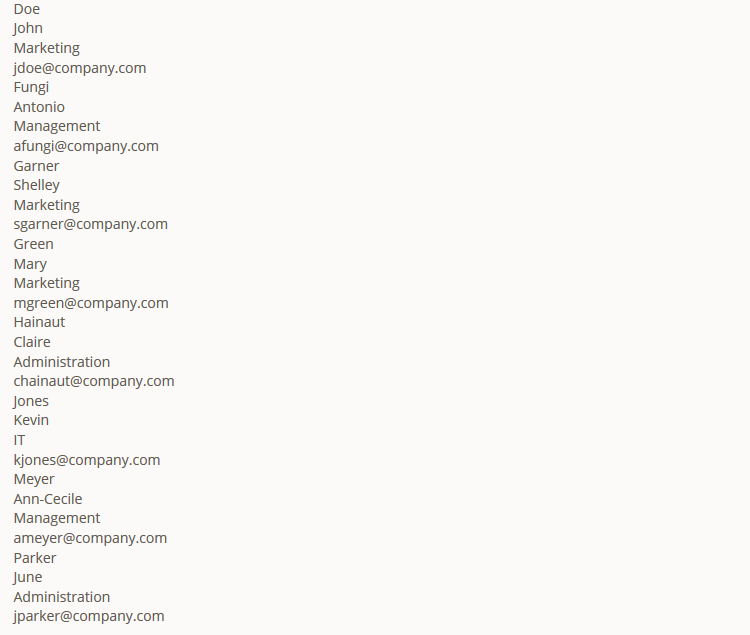 Doe
John
Marketing
jdoe@company.com
Fungi
Antonio
Management
afungi@company.com
Garner
Shelley
Marketing
sgarner@company.com
Green
Mary
Marketing
mgreen@company.com
Hainaut
Claire
Administration
chainaut@company.com
Jones
Kevin
IT
kjones@company.com
Meyer
Ann-Cecile
Management
ameyer@company.com
Parker
June
Administration
jparker@company.com